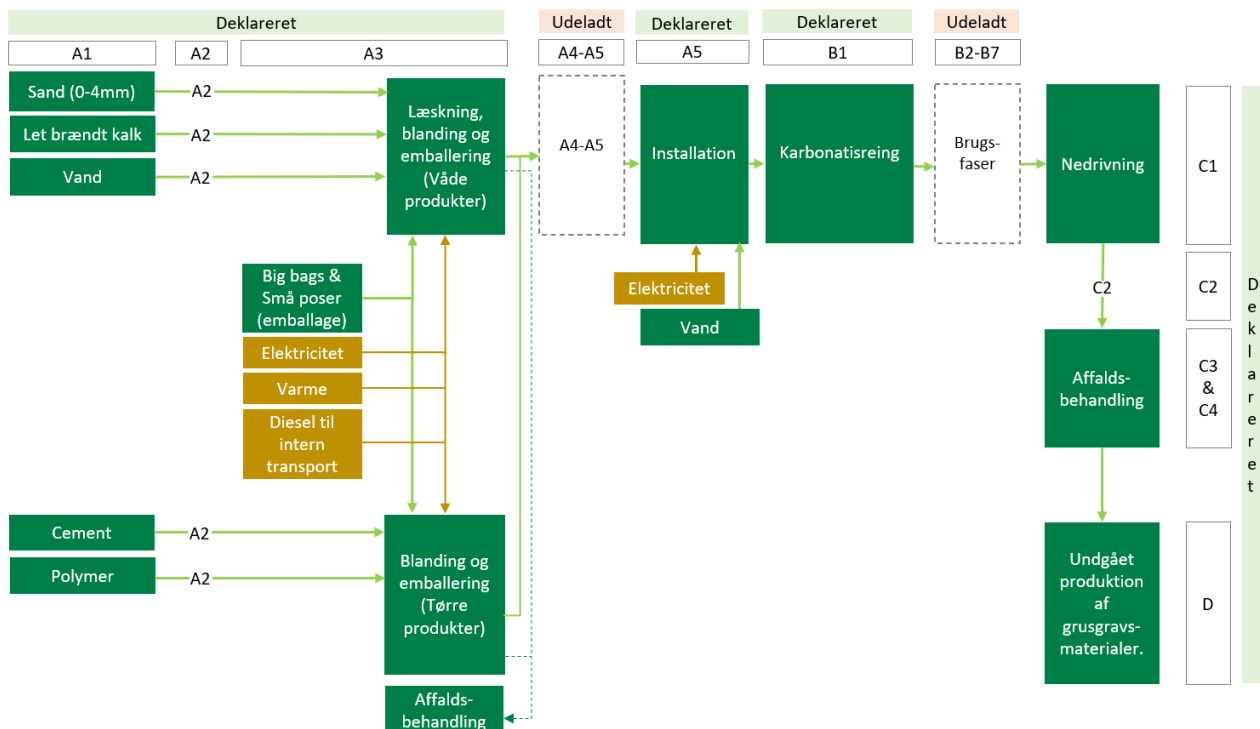 Deklareret
Udeladt
Deklareret
Deklareret
Udeladt
A1
A2
A3
A4-A5
A5
B1
B2-B7
Sand (0-4mm)
A2
Let brændt kalk
A2
Vand
A2
Læskning,
blanding og
emballering
(Våde
produkter)
A4-A5
Installation
Karbonatisreing
Brugs-
faser
Nedrivning
C1
Big bags &
Små poser
(emballage)
Elektricitet
Varme
Diesel til
intern
transport
Elektricitet
Vand
C2
C2
Affalds-
behandling
C3
&
C4
Cement
A2
Polymer
A2
Blanding og
emballering
(Tørre
produkter)
Affalds-
behandling
Undgået
produktion
af
grusgravs-
materialer.
D
D
e
k
l
a
r
e
r
e
t